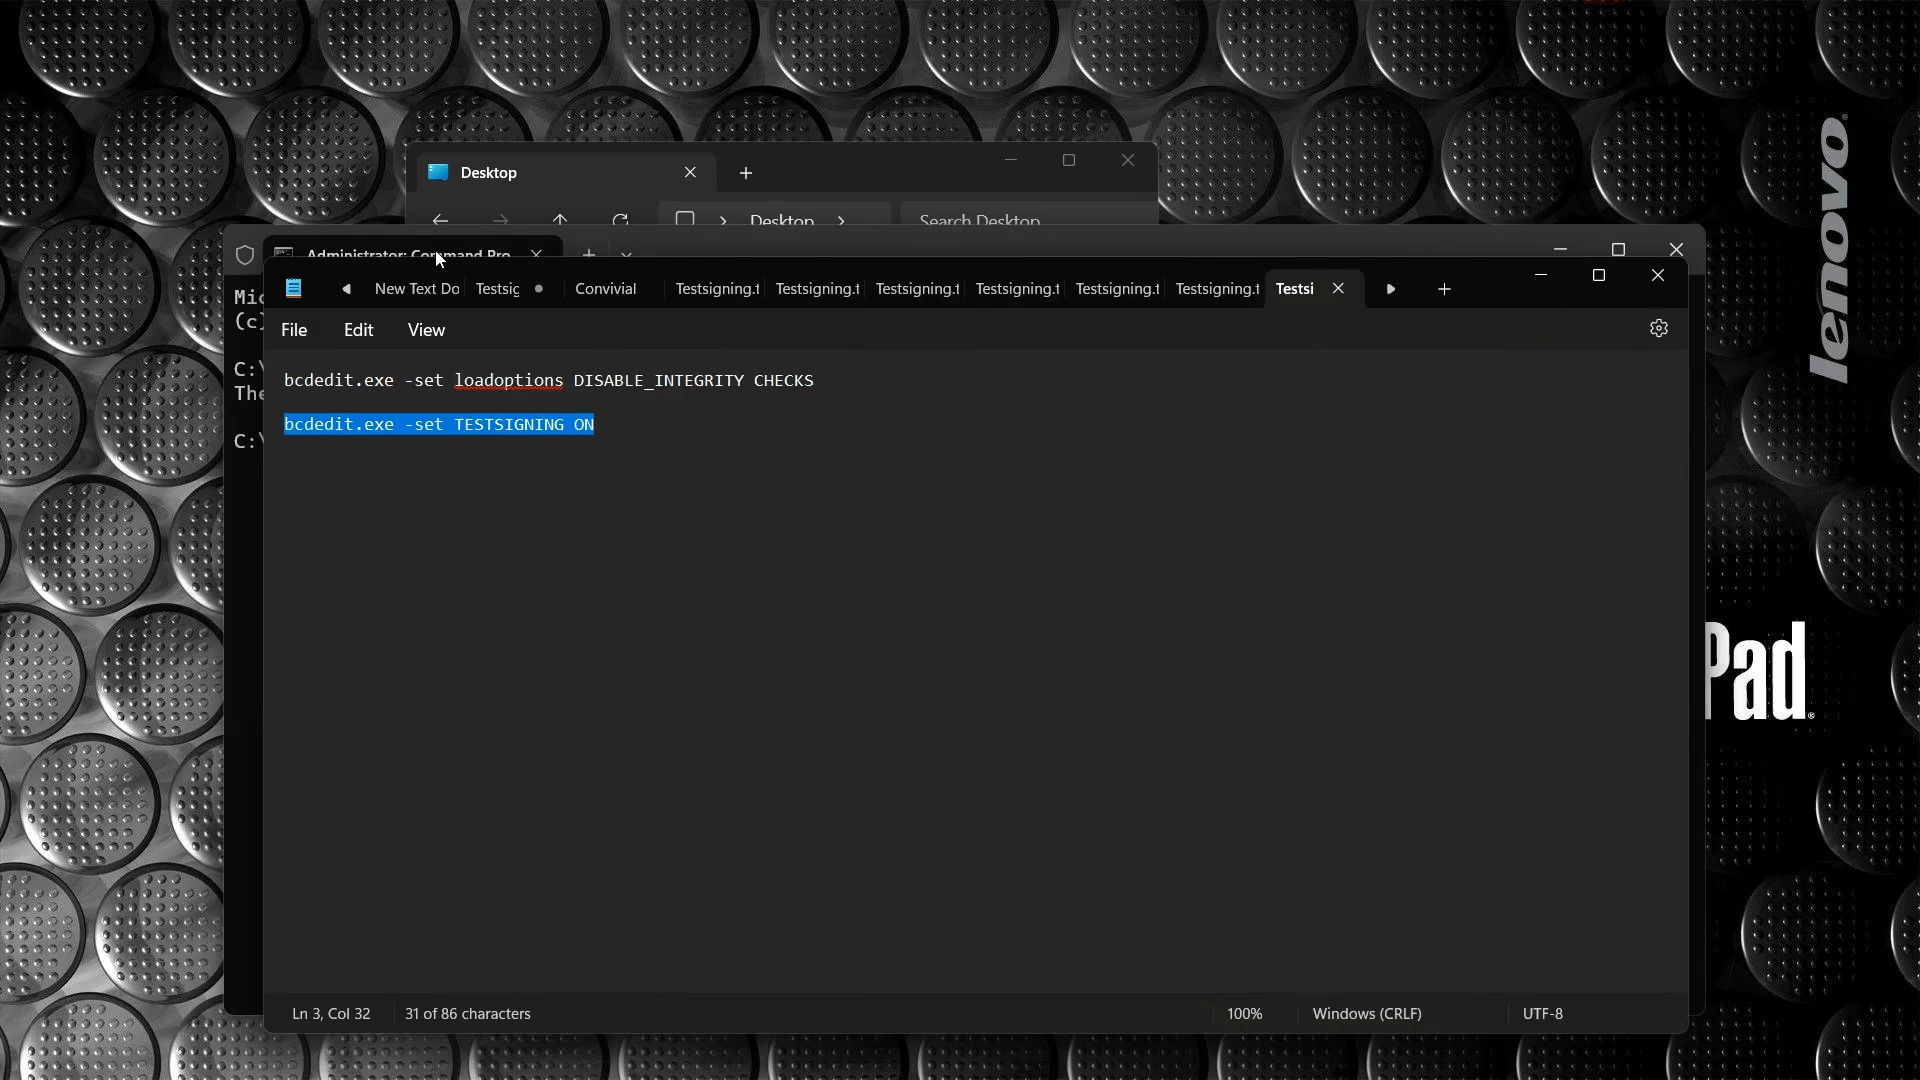 Desktop
Desktop
Search Desktop
Administrator: Command Pro
Mic
(c)
C:\
The
C:\
New Text Do
Testsig
Convivial
Testsigning.t
Testsigning.t
Testsigning.t
Testsigning.t
Testsigning.t
Testsigning.t
Testsi
File
Edit
View
bcdedit.exe -set loadoptions DISABLE_INTEGRITY CHECKS
bcdedit.exe -set TESTSIGNING ON
Ln 3, Col 32
31 of 86 characters
100%
Windows (CRLF)
UTF-8
lenovo
Pad